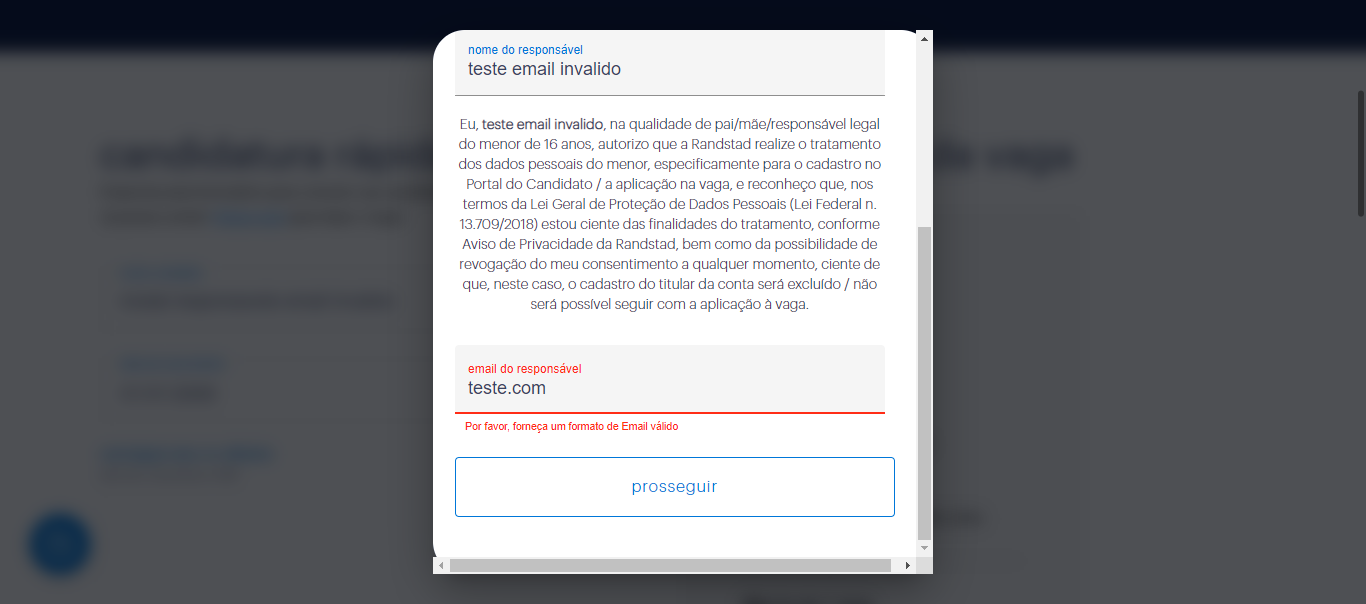 nome do responsável
teste email invalido
Eu, teste email invalido, na qualidade de pai/mãe/responsável legal
do menor de 16 anos, autorizo que a Randstad realize o tratamento
dos dados pessoais do menor, especificamente para o cadastro no
Portal do Candidato / a aplicação na vaga, e reconheço que, nos
termos da Lei Geral de Proteção de Dados Pessoais (Lei Federal n.
13.709/2018) estou ciente das finalidades do tratamento, conforme
Aviso de Privacidade da Randstad, bem como da possibilidade de
revogação do meu consentimento a qualquer momento, ciente de
que, neste caso, o cadastro do titular da conta será excluído / não
será possível seguir com a aplicação à vaga.
email do responsável
teste.com
Por favor, forneça um formato de Email válido
prosseguir
candidatura
de vaga